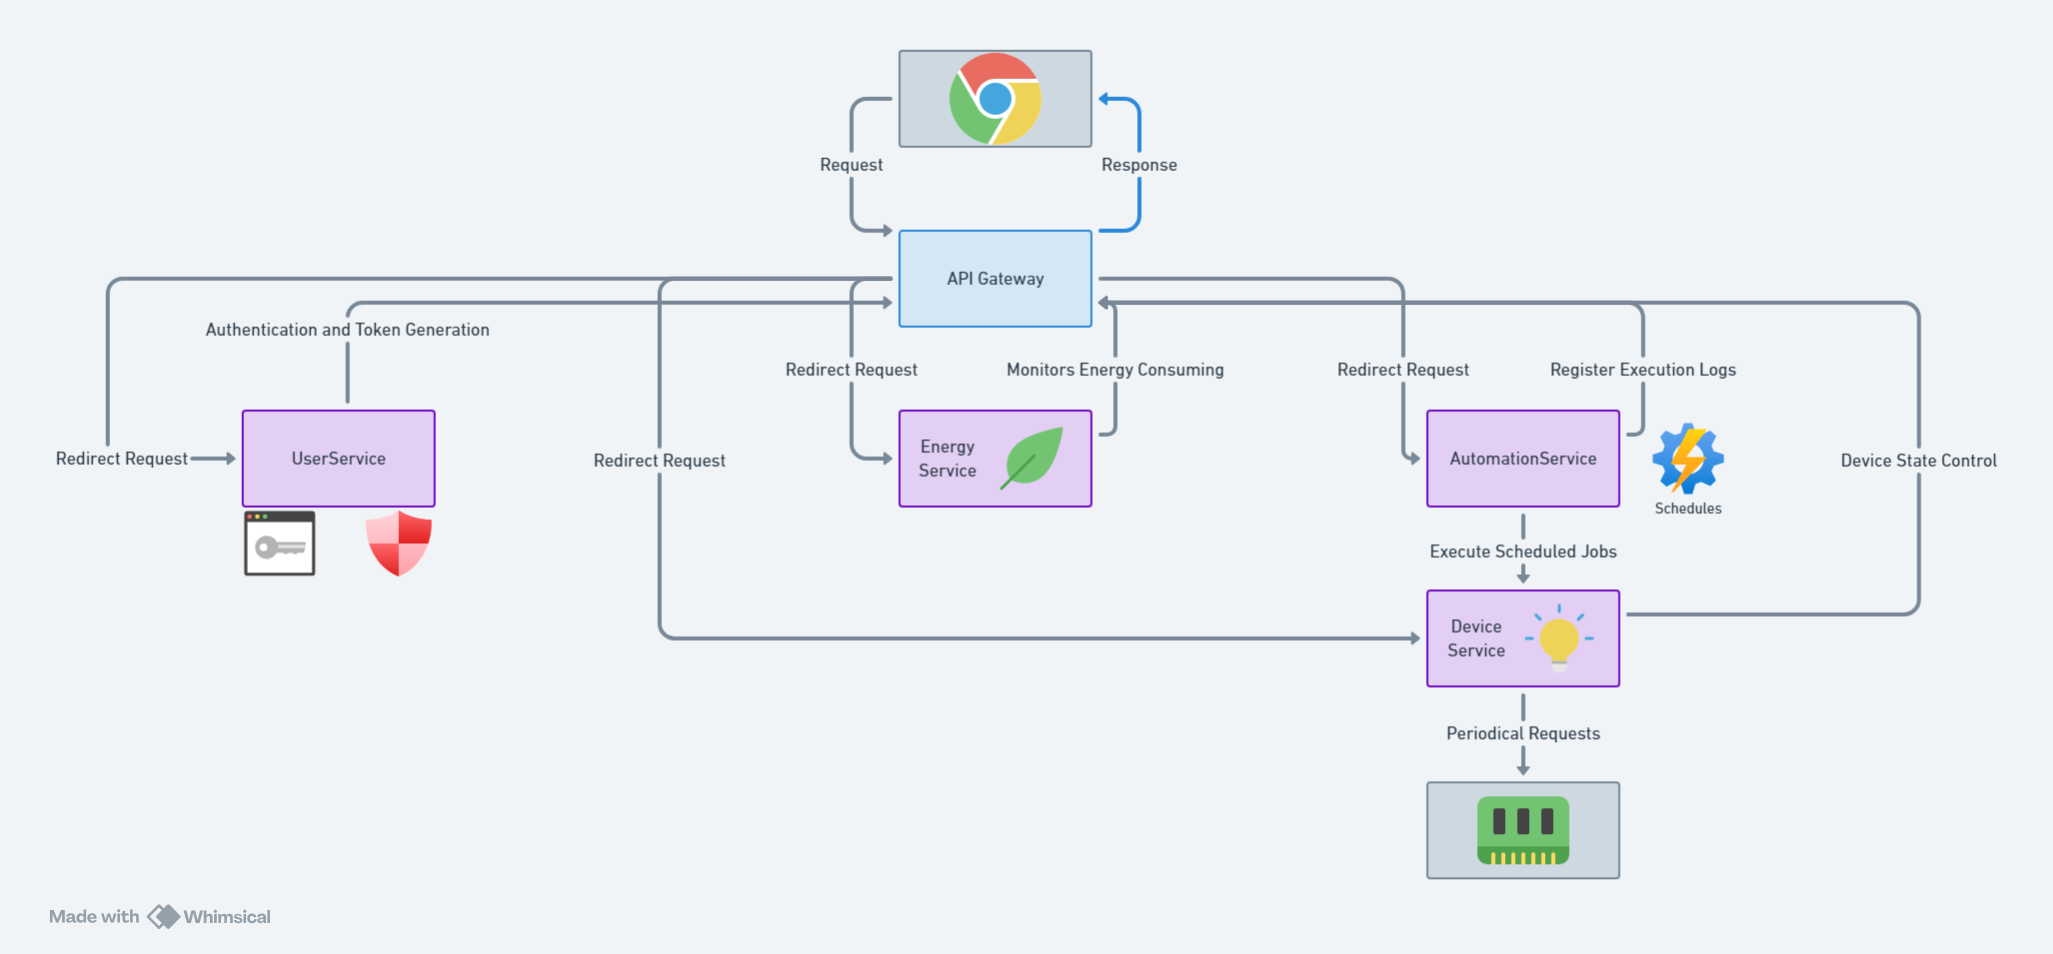 Request
Response
API Gateway
Authentication and Token Generation
Redirect Request
Monitors Energy Consuming
Redirect Request
Register Execution Logs
Redirect Request
UserService
Redirect Request
Energy
Service
AutomationService
Schedules
Device State Control
Execute Scheduled Jobs
Device
Service
Periodical Requests
Made with Whimsical